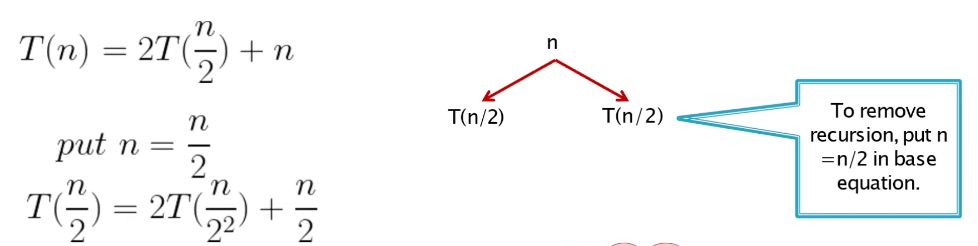 T(n) = 2T(n/2) + n
put n = n/2
T(n/2) = 2T(n/2²) + n/2
n
T(n/2)
T(n/2)
To remove
recursion, put n
=n/2 in base
equation.